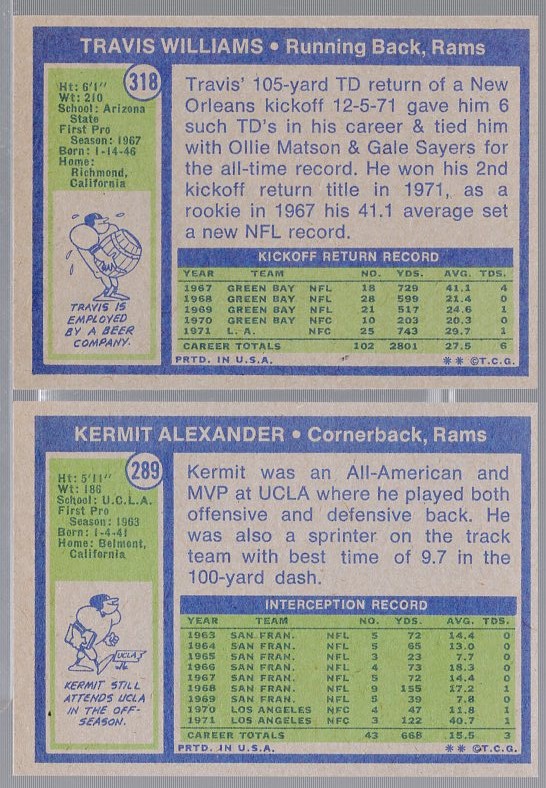 TRAVIS WILLIAMS • Running Back, Rams
318
Ht: 6'1"
Wt: 210
School: Arizona
State
First Pro
Season: 1967
Born: 1-14-46
Home:
Richmond,
California
TRAVIS IS
EMPLOYED
BY A BEER
COMPANY.
Travis' 105-yard TD return of a New
Orleans kickoff 12-5-71 gave him 6
such TD's in his career & tied him
with Ollie Matson & Gale Sayers for
the all-time record. He won his 2nd
kickoff return title in 1971, as a
rookie in 1967 his 41.1 average set
a new NFL record.
KICKOFF RETURN RECORD
YEAR TEAM NO. YDS. AVG. TDS.
1967 GREEN BAY NFL 18 729 41.1 4
1968 GREEN BAY NFL 28 599 21.4 0
1969 GREEN BAY NFL 21 517 24.6 1
1970 GREEN BAY NFC 10 203 20.3 0
1971 L. A. NFC 25 743 29.7 1
CAREER TOTALS 102 2801 27.5 6
PRTD. IN U.S.A. ** ©T.C.G.
KERMIT ALEXANDER • Cornerback, Rams
289
Ht: 5'11"
Wt: 186
School: U.C.L.A.
First Pro
Season: 1963
Born: 1-4-41
Home: Belmont,
California
UCLA
KERMIT STILL
ATTENDS UCLA
IN THE OFF-
SEASON.
Kermit was an All-American and
MVP at UCLA where he played both
offensive and defensive back. He
was also a sprinter on the track
team with best time of 9.7 in the
100-yard dash.
INTERCEPTION RECORD
YEAR TEAM NO. YDS. AVG. TDS.
1963 SAN FRAN. NFL 5 72 14.4 0
1964 SAN FRAN. NFL 5 65 13.0 0
1965 SAN FRAN. NFL 3 23 7.7 0
1966 SAN FRAN. NFL 4 73 18.3 0
1967 SAN FRAN. NFL 5 72 14.4 0
1968 SAN FRAN. NFL 9 155 17.2 1
1969 SAN FRAN. NFL 5 39 7.8 0
1970 LOS ANGELES NFC 4 47 11.8 1
1971 LOS ANGELES NFC 3 122 40.7 1
CAREER TOTALS 43 668 15.5 3
PRTD. IN U.S.A. ** ©T.C.G.